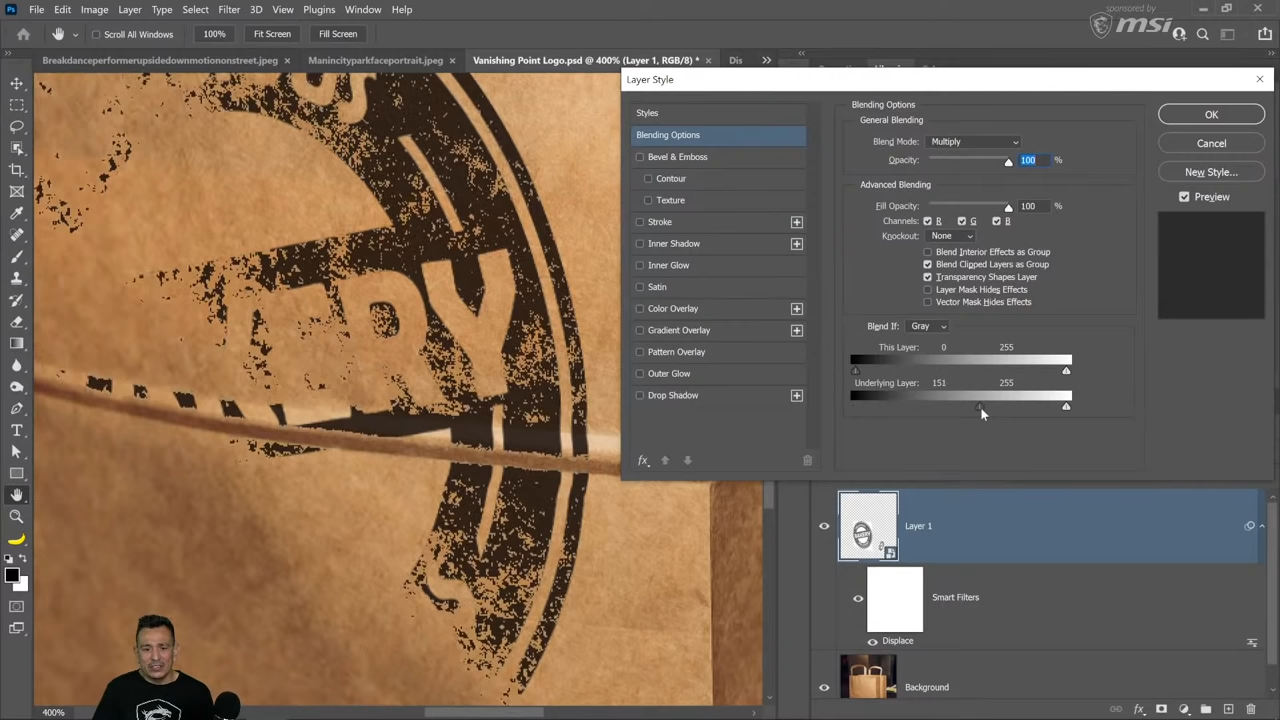 Ps File Edit Image Layer Type Select Filter 3D View Plugins Window Help
sponsored by
msi
Scroll All Windows 100% Fit Screen Fill Screen
Breakdanceperformerupsidedownmotiononstreet.jpeg × Manincityparkfaceportrait.jpeg × Vanishing Point Logo.psd @ 400% (Layer 1, RGB/8) * × Dis
Layer Style
Styles
Blending Options
Bevel & Emboss
Contour
Texture
Stroke
Inner Shadow
Inner Glow
Satin
Color Overlay
Gradient Overlay
Pattern Overlay
Outer Glow
Drop Shadow
fx
Blending Options
General Blending
Blend Mode: Multiply
Opacity: 100 %
Advanced Blending
Fill Opacity: 100 %
Channels: R G B
Knockout: None
Blend Interior Effects as Group
Blend Clipped Layers as Group
Transparency Shapes Layer
Layer Mask Hides Effects
Vector Mask Hides Effects
Blend If: Gray
This Layer: 0 255
Underlying Layer: 151 255
OK
Cancel
New Style...
Preview
ERY
S
Layer 1
Smart Filters
Displace
Background
400%
fx